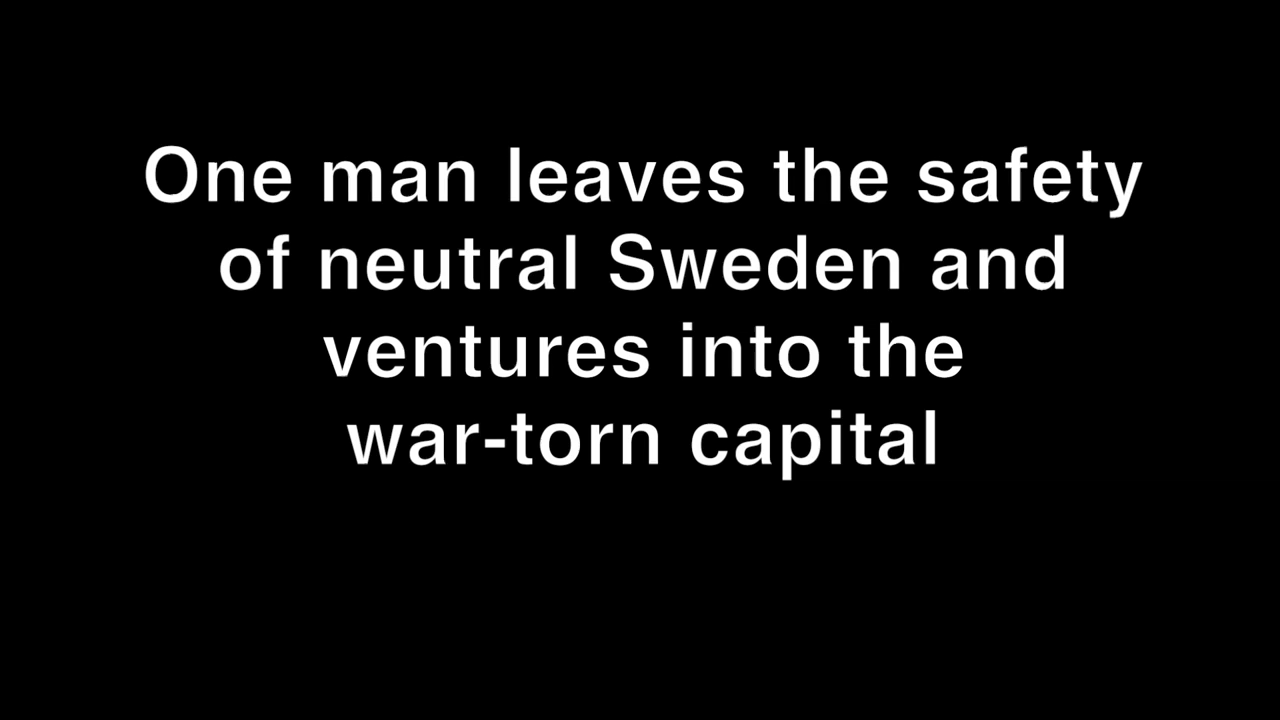 One man leaves the safety
of neutral Sweden and
ventures into the
war-torn capital